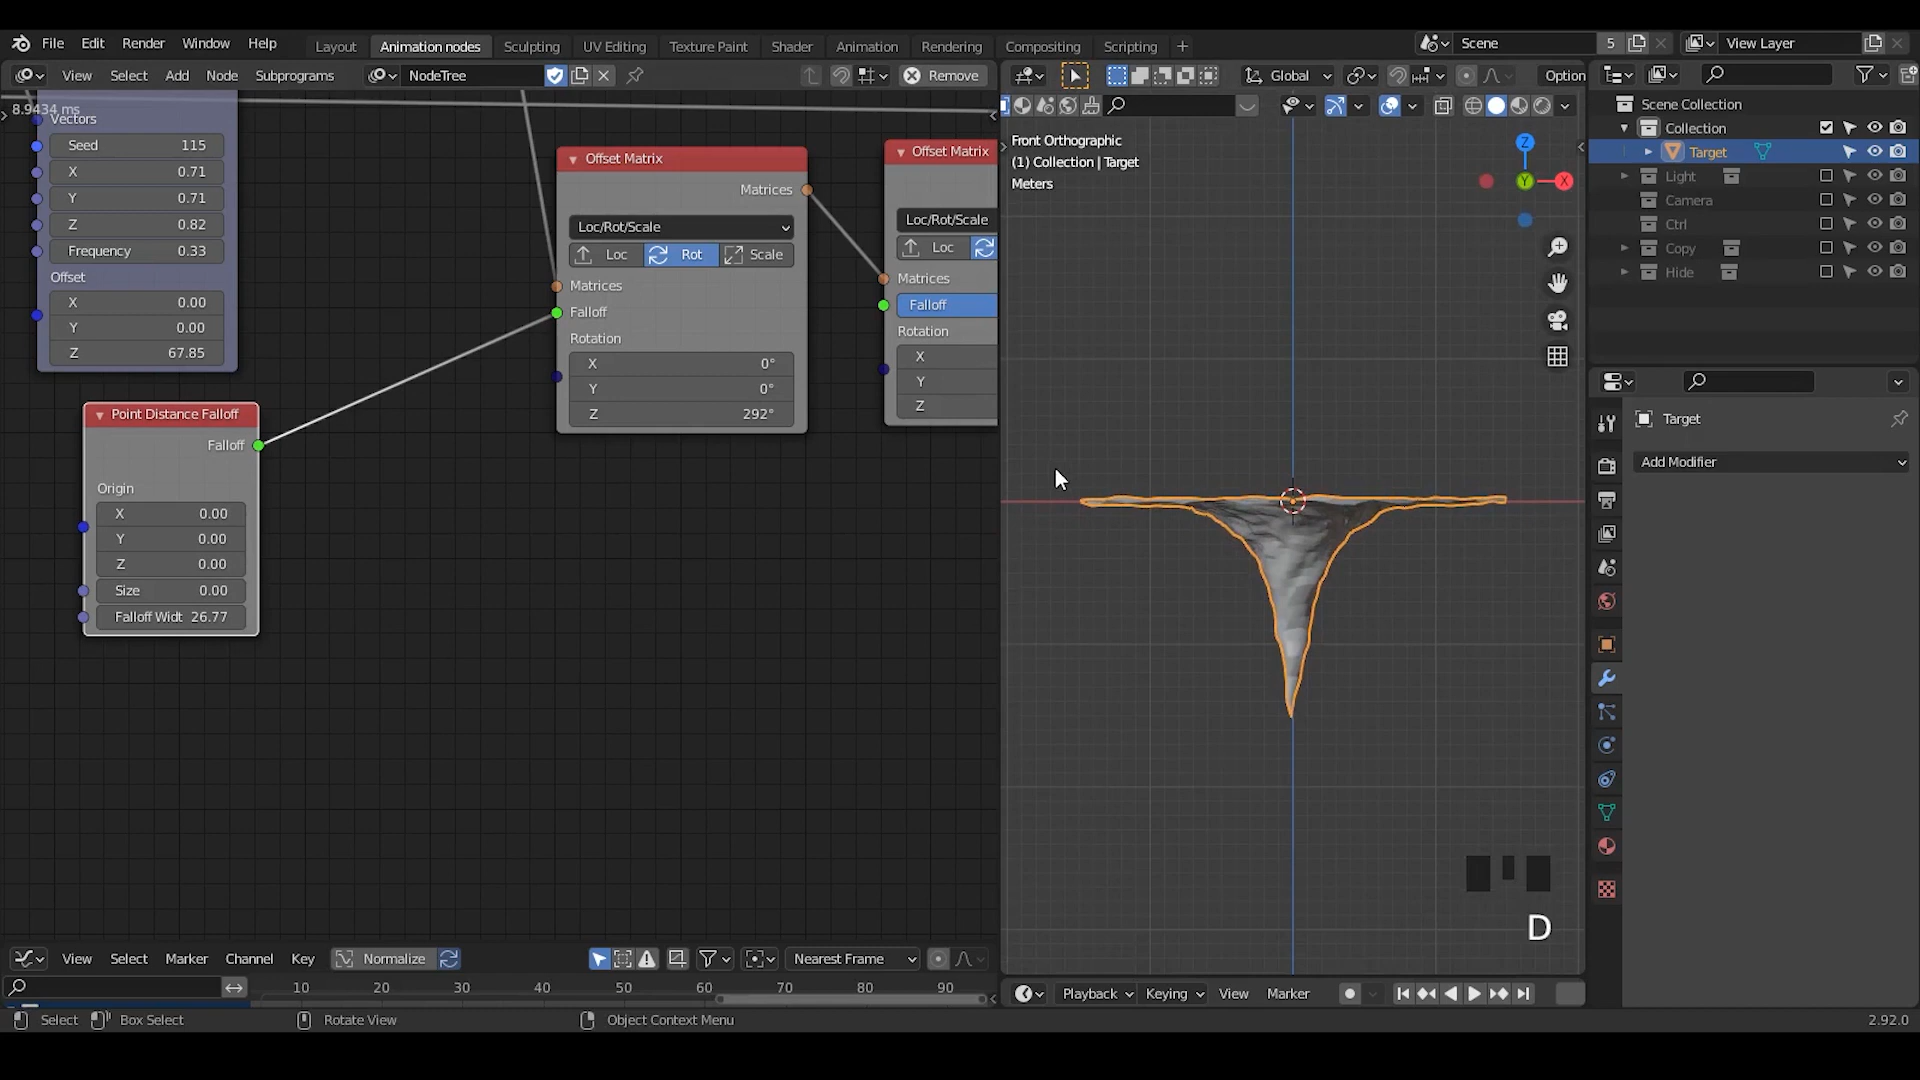 File Edit Render Window Help
Layout Animation nodes Sculpting UV Editing Texture Paint Shader Animation Rendering Compositing Scripting +
Scene 5 View Layer
View Select Add Node Subprograms NodeTree Remove
Global Option
8.9434 ms
Vectors
Seed 115
X 0.71
Y 0.71
Z 0.82
Frequency 0.33
Offset
X 0.00
Y 0.00
Z 67.85
Point Distance Falloff
Falloff
Origin
X 0.00
Y 0.00
Z 0.00
Size 0.00
Falloff Widt 26.77
Offset Matrix
Matrices
Loc/Rot/Scale
Loc Rot Scale
Matrices
Falloff
Rotation
X 0°
Y 0°
Z 292°
Offset Matrix
Loc/Rot/Scale
Loc
Matrices
Falloff
Rotation
X
Y
Z
Front Orthographic
(1) Collection | Target
Meters
Z
Y
X
D
Scene Collection
Collection
Target
Light
Camera
Ctrl
Copy
Hide
Target
Add Modifier
View Select Marker Channel Key Normalize Nearest Frame
10 20 30 40 50 60 70 80 90
Playback Keying View Marker
Select Box Select Rotate View Object Context Menu
2.92.0